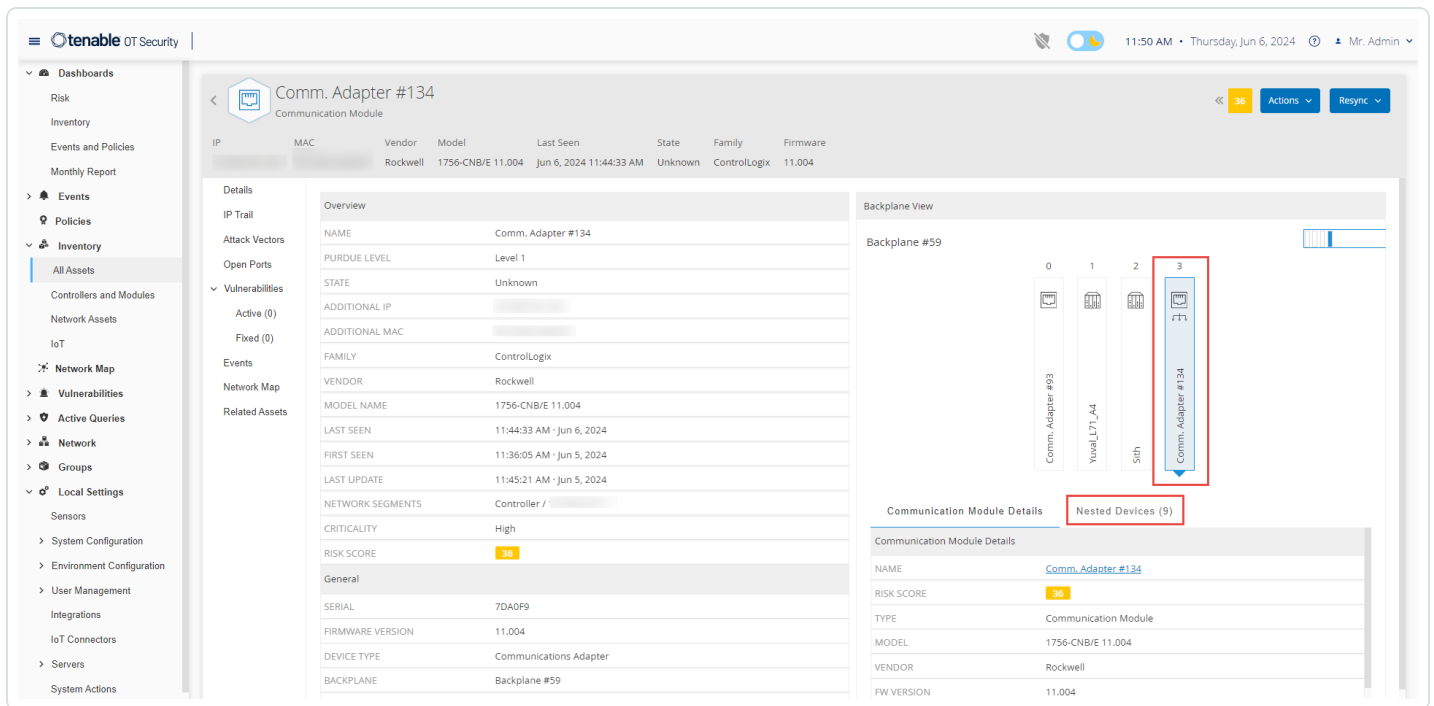 tenable OT Security
11:50 AM • Thursday, Jun 6, 2024
Mr. Admin
Dashboards
Risk
Inventory
Events and Policies
Monthly Report
Events
Policies
Inventory
All Assets
Controllers and Modules
Network Assets
IoT
Network Map
Vulnerabilities
Active Queries
Network
Groups
Local Settings
Sensors
System Configuration
Environment Configuration
User Management
Integrations
IoT Connectors
Servers
System Actions
Comm. Adapter #134
Communication Module
36
Actions
Resync
IP MAC Vendor Model Last Seen State Family Firmware
Rockwell 1756-CNB/E 11.004 Jun 6, 2024 11:44:33 AM Unknown ControlLogix 11.004
Details
IP Trail
Attack Vectors
Open Ports
Vulnerabilities
Active (0)
Fixed (0)
Events
Network Map
Related Assets
Overview
NAME Comm. Adapter #134
PURDUE LEVEL Level 1
STATE Unknown
ADDITIONAL IP
ADDITIONAL MAC
FAMILY ControlLogix
VENDOR Rockwell
MODEL NAME 1756-CNB/E 11.004
LAST SEEN 11:44:33 AM · Jun 6, 2024
FIRST SEEN 11:36:05 AM · Jun 5, 2024
LAST UPDATE 11:45:21 AM · Jun 5, 2024
NETWORK SEGMENTS Controller /
CRITICALITY High
RISK SCORE 36
General
SERIAL 7DA0F9
FIRMWARE VERSION 11.004
DEVICE TYPE Communications Adapter
BACKPLANE Backplane #59
Backplane View
Backplane #59
0 1 2 3
Comm. Adapter #93
Yuval_L71_A4
Sith
Comm. Adapter #134
Communication Module Details
Nested Devices (9)
Communication Module Details
NAME Comm. Adapter #134
RISK SCORE 36
TYPE Communication Module
MODEL 1756-CNB/E 11.004
VENDOR Rockwell
FW VERSION 11.004